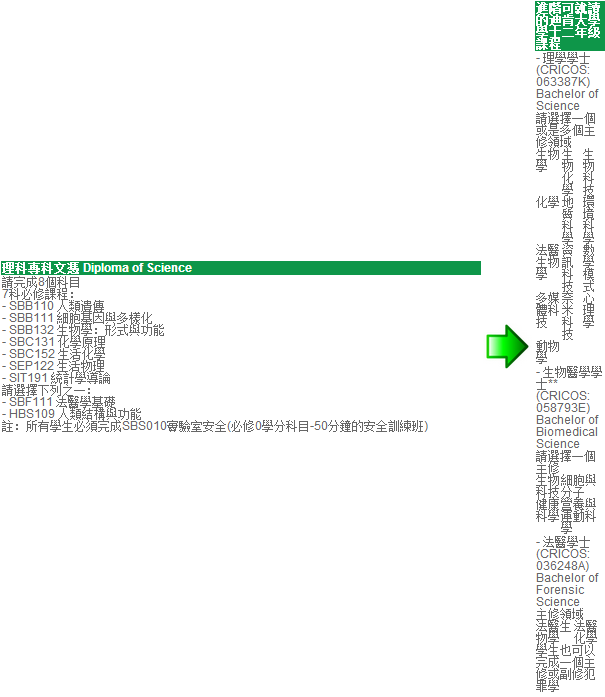 理科專科文憑 Diploma of Science
請完成8個科目
7科必修課程：
- SBB110 人類遺傳
- SBB111 細胞基因與多樣化
- SBB132 生物學：形式與功能
- SBC131 化學原理
- SBC152 生活化學
- SEP122 生活物理
- SIT191 統計學導論
請選擇下列之一：
- SBF111 法醫學基礎
- HBS109 人類結構與功能
註：所有學生必須完成SBS010實驗室安全(必修0學分科目-50分鐘的安全訓練班)
進階可就讀
的迪肯大學
學士二年级
課程
- 理學學士
(CRICOS:
063387K)
Bachelor of
Science
請選擇一個
或是多個主
修領域
生物 生 生
學 物 物
化 科
學 技
化學 地 環
質 境
科 科
學 學
法醫 資 數
生物 訊 學
學 科 模
技 式
多媒 奈 心
體科 米 理
技 科 學
技
動物
學
- 生物醫學學
士**
(CRICOS:
058793E)
Bachelor of
Biomedical
Science
請選擇一個
主修
生物 細胞與
科技 分子
健康 營養與
科學 運動科
學
- 法醫學士
(CRICOS:
036248A)
Bachelor of
Forensic
Science
主修領域
法醫生 法醫
物學 化學
學生也可以
完成一個主
修或副修犯
罪學